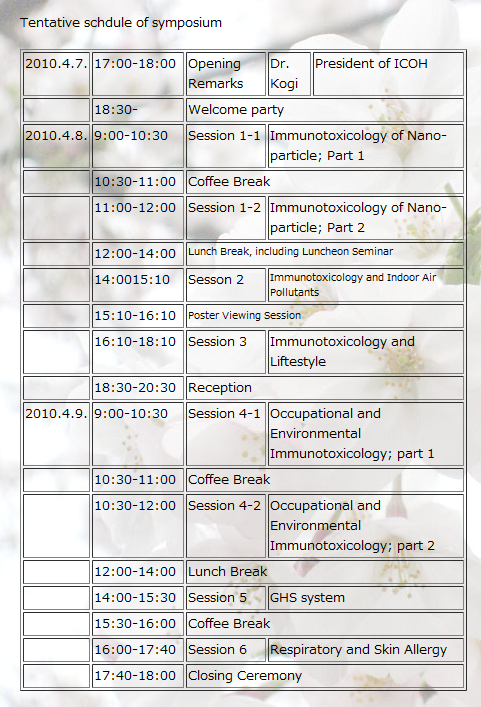 Tentative schdule of symposium
2010.4.7. 17:00-18:00 Opening Remarks Dr. Kogi President of ICOH
18:30- Welcome party
2010.4.8. 9:00-10:30 Session 1-1 Immunotoxicology of Nano-particle; Part 1
10:30-11:00 Coffee Break
11:00-12:00 Session 1-2 Immunotoxicology of Nano-particle; Part 2
12:00-14:00 Lunch Break, including Luncheon Seminar
14:0015:10 Sesson 2 Immunotoxicology and Indoor Air Pollutants
15:10-16:10 Poster Viewing Session
16:10-18:10 Session 3 Immunotoxicology and Liftestyle
18:30-20:30 Reception
2010.4.9. 9:00-10:30 Session 4-1 Occupational and Environmental Immunotoxicology; part 1
10:30-11:00 Coffee Break
10:30-12:00 Session 4-2 Occupational and Environmental Immunotoxicology; part 2
12:00-14:00 Lunch Break
14:00-15:30 Session 5 GHS system
15:30-16:00 Coffee Break
16:00-17:40 Session 6 Respiratory and Skin Allergy
17:40-18:00 Closing Ceremony